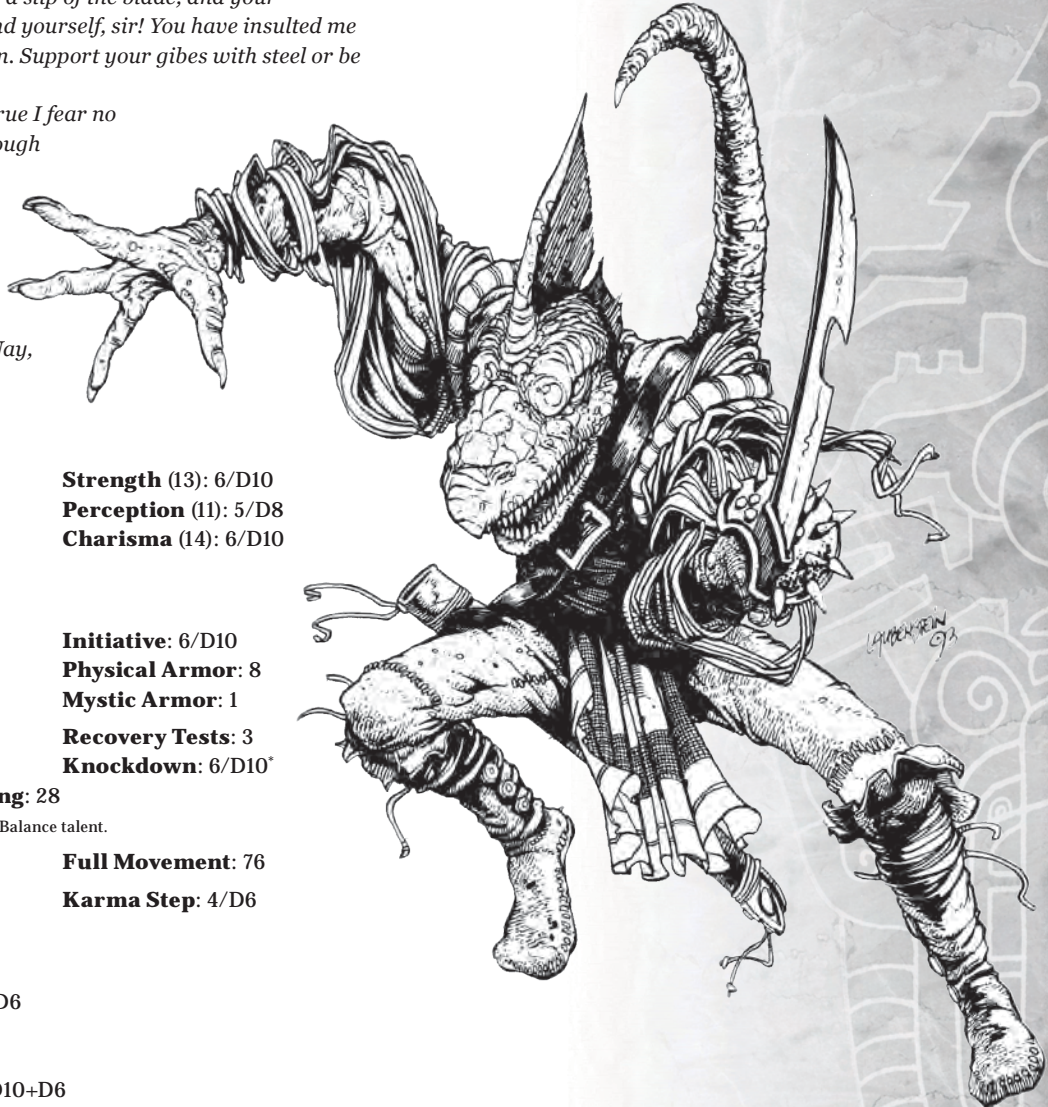 a slip of the blade, and your
nd yourself, sir! You have insulted me
n. Support your gibes with steel or be
rue I fear no
ough
ay,
Strength (13): 6/D10
Perception (11): 5/D8
Charisma (14): 6/D10
Initiative: 6/D10
Physical Armor: 8
Mystic Armor: 1
Recovery Tests: 3
Knockdown: 6/D10*
ng: 28
Balance talent.
Full Movement: 76
Karma Step: 4/D6
D6
D10+D6
LAUBENSTEIN
93